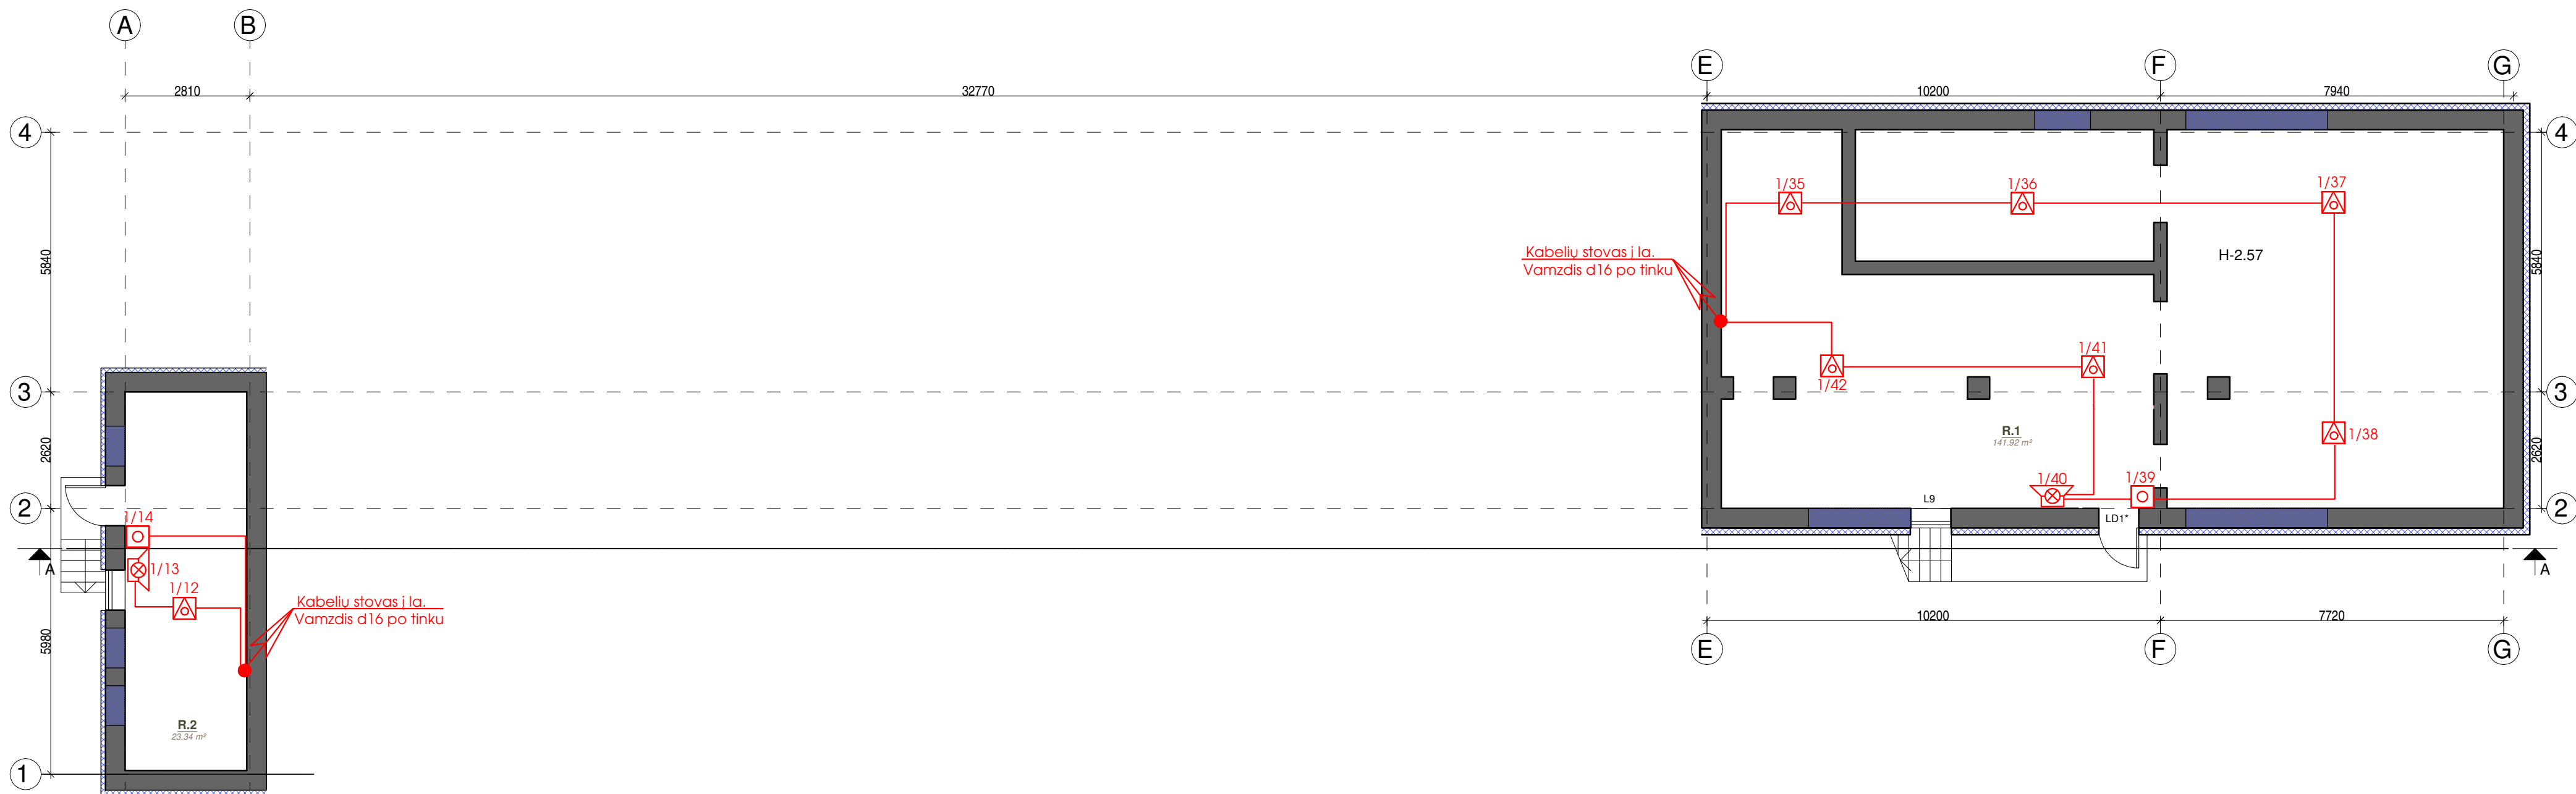 A
B
E
F
G
2810
32770
10200
7940
4
4
1/35
1/36
1/37
5840
5840
H-2.57
Kabelių stovas į Ia.
Vamzdis d16 po tinku
1/42
1/41
3
3
R.1
141.92 m²
1/38
2620
2620
1/40
1/39
L9
LD1*
2
2
1/14
A
A
1/13
1/12
Kabelių stovas į Ia.
Vamzdis d16 po tinku
10200
7720
5980
E
F
G
R.2
23.34 m²
1